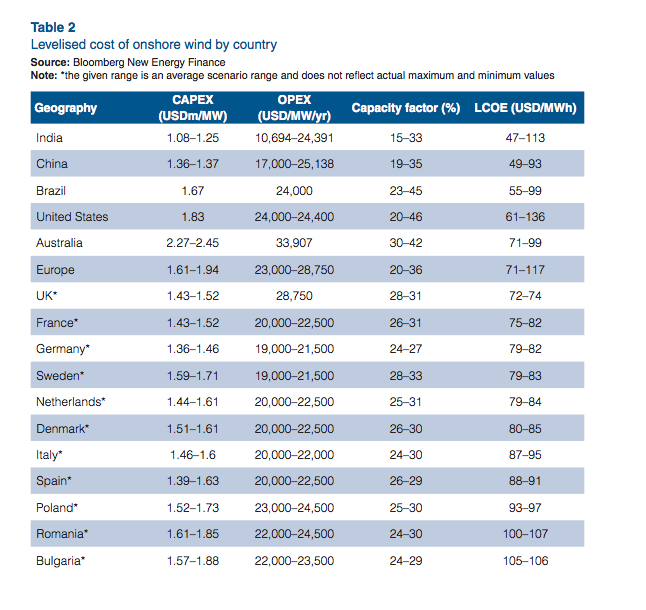 Table 2
Levelised cost of onshore wind by country
Source: Bloomberg New Energy Finance
Note: *the given range is an average scenario range and does not reflect actual maximum and minimum values
Geography CAPEX (USDm/MW) OPEX (USD/MW/yr) Capacity factor (%) LCOE (USD/MWh)
India 1.08–1.25 10,694–24,391 15–33 47–113
China 1.36–1.37 17,000–25,138 19–35 49–93
Brazil 1.67 24,000 23–45 55–99
United States 1.83 24,000–24,400 20–46 61–136
Australia 2.27–2.45 33,907 30–42 71–99
Europe 1.61–1.94 23,000–28,750 20–36 71–117
UK* 1.43–1.52 28,750 28–31 72–74
France* 1.43–1.52 20,000–22,500 26–31 75–82
Germany* 1.36–1.46 19,000–21,500 24–27 79–82
Sweden* 1.59–1.71 19,000–21,500 28–33 79–83
Netherlands* 1.44–1.61 20,000–22,500 25–31 79–84
Denmark* 1.51–1.61 20,000–22,500 26–30 80–85
Italy* 1.46–1.6 20,000–22,000 24–30 87–95
Spain* 1.39–1.63 20,000–22,500 26–29 88–91
Poland* 1.52–1.73 23,000–24,500 25–30 93–97
Romania* 1.61–1.85 22,000–24,500 24–30 100–107
Bulgaria* 1.57–1.88 22,000–23,500 24–29 105–106